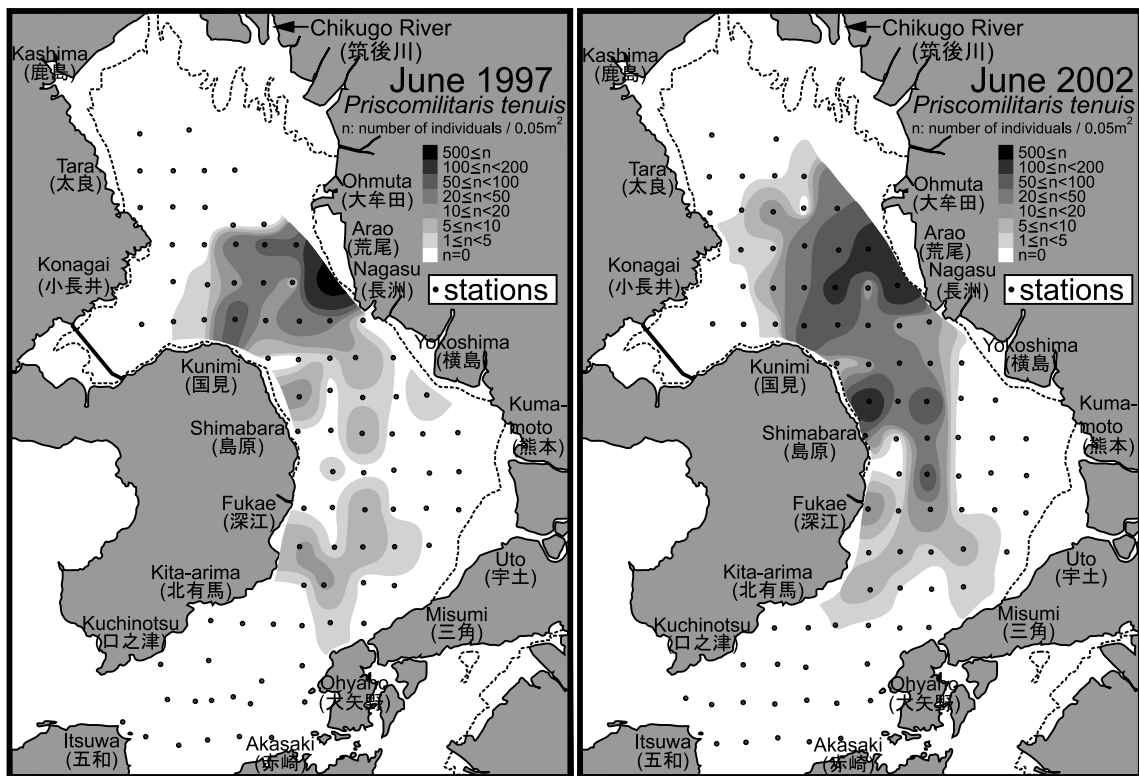 Chikugo River
(筑後川)
Kashima
(鹿島)
June 1997
Priscomilitaris tenuis
n: number of individuals / 0.05m²
500≦n
100≦n<200
50≦n<100
20≦n<50
10≦n<20
5≦n<10
1≦n<5
n=0
Tara
(太良)
Ohmuta
(大牟田)
Arao
(荒尾)
Konagai
(小長井)
Nagasu
(長洲)
stations
Yokoshima
(横島)
Kunimi
(国見)
Kuma-
moto
(熊本)
Shimabara
(島原)
Fukae
(深江)
Uto
(宇土)
Kita-arima
(北有馬)
Misumi
(三角)
Kuchinotsu
(口之津)
Ohyano
(大矢野)
Itsuwa
(五和)
Akasaki
(赤崎)
Chikugo River
(筑後川)
Kashima
(鹿島)
June 2002
Priscomilitaris tenuis
n: number of individuals / 0.05m²
500≦n
100≦n<200
50≦n<100
20≦n<50
10≦n<20
5≦n<10
1≦n<5
n=0
Tara
(太良)
Ohmuta
(大牟田)
Arao
(荒尾)
Konagai
(小長井)
Nagasu
(長洲)
stations
Yokoshima
(横島)
Kunimi
(国見)
Kuma-
moto
(熊本)
Shimabara
(島原)
Fukae
(深江)
Uto
(宇土)
Kita-arima
(北有馬)
Misumi
(三角)
Kuchinotsu
(口之津)
Ohyano
(大矢野)
Itsuwa
(五和)
Akasaki
(赤崎)